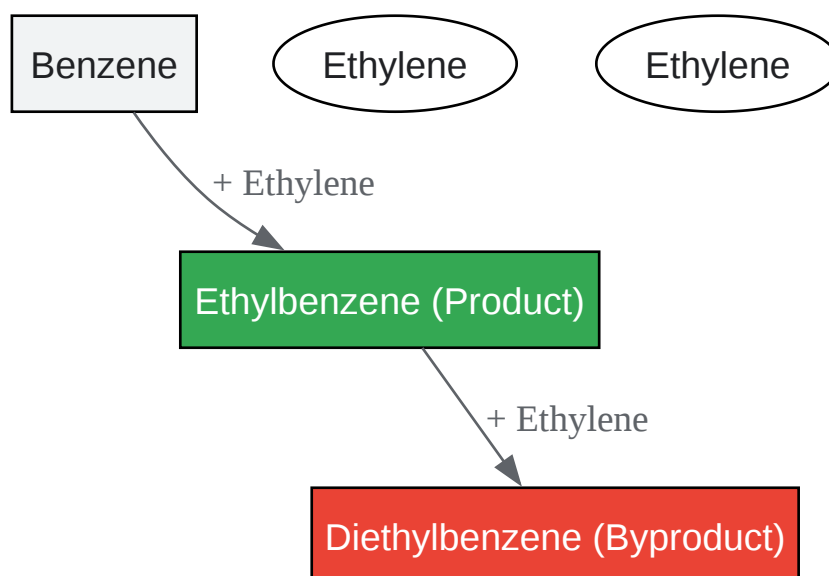 Benzene
Ethylene
Ethylene
+ Ethylene
Ethylbenzene (Product)
+ Ethylene
Diethylbenzene (Byproduct)